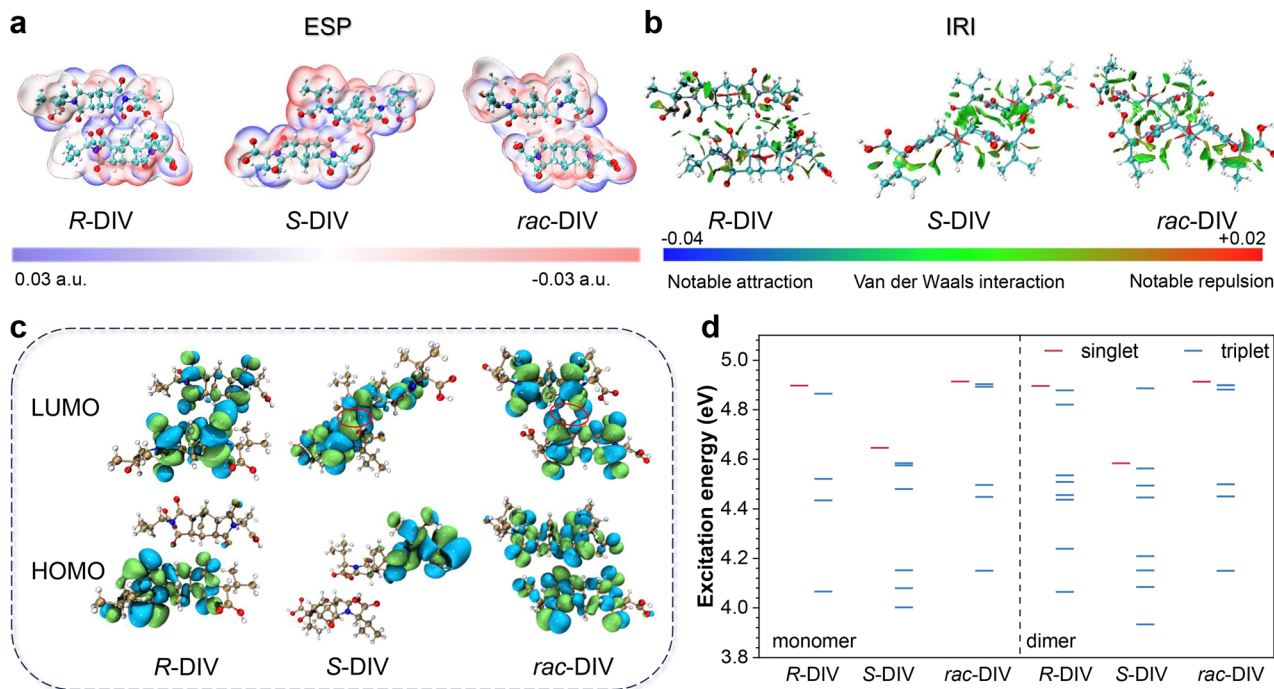 a
ESP
R-DIV
S-DIV
rac-DIV
0.03 a.u.
-0.03 a.u.
b
IRI
R-DIV
S-DIV
rac-DIV
-0.04
+0.02
Notable attraction
Van der Waals interaction
Notable repulsion
c
LUMO
HOMO
R-DIV
S-DIV
rac-DIV
d
singlet
triplet
Excitation energy (eV)
5.0
4.8
4.6
4.4
4.2
4.0
3.8
monomer
dimer
R-DIV
S-DIV
rac-DIV
R-DIV
S-DIV
rac-DIV